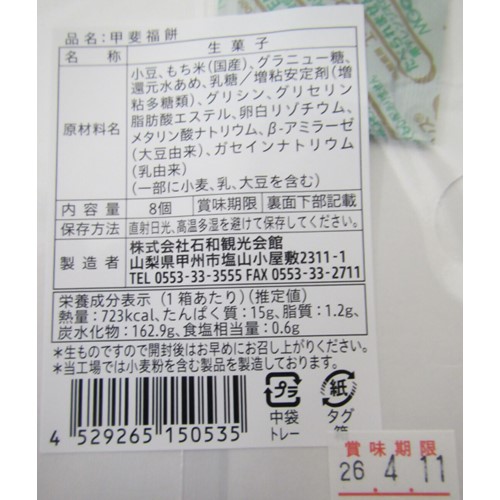 品名:甲斐福餅
名称 生菓子
原材料名 小豆、もち米(国産)、グラニュー糖、
還元水あめ、乳糖/増粘安定剤(増
粘多糖類)、グリシン、グリセリン
脂肪酸エステル、卵白リゾチウム、
メタリン酸ナトリウム、β-アミラーゼ
(大豆由来)、ガゼインナトリウム
(乳由来)
(一部に小麦、乳、大豆を含む)
内容量 8個 賞味期限 裏面下部記載
保存方法 直射日光、高温多湿を避けて保存してください。
製造者 株式会社石和観光会館
山梨県甲州市塩山小屋敷2311-1
TEL 0553-33-3555 FAX 0553-33-2711
栄養成分表示(1箱あたり)(推定値)
熱量:723kcal、たんぱく質:15g、脂質:1.2g、
炭水化物:162.9g、食塩相当量:0.6g
*生ものですので開封後はお早めにお召し上がりください。
*当工場では小麦粉を含む製品を製造しております。
プラ 紙
中袋 タグ
トレー 箱
4 529265 150535
賞味期限
26 4 11